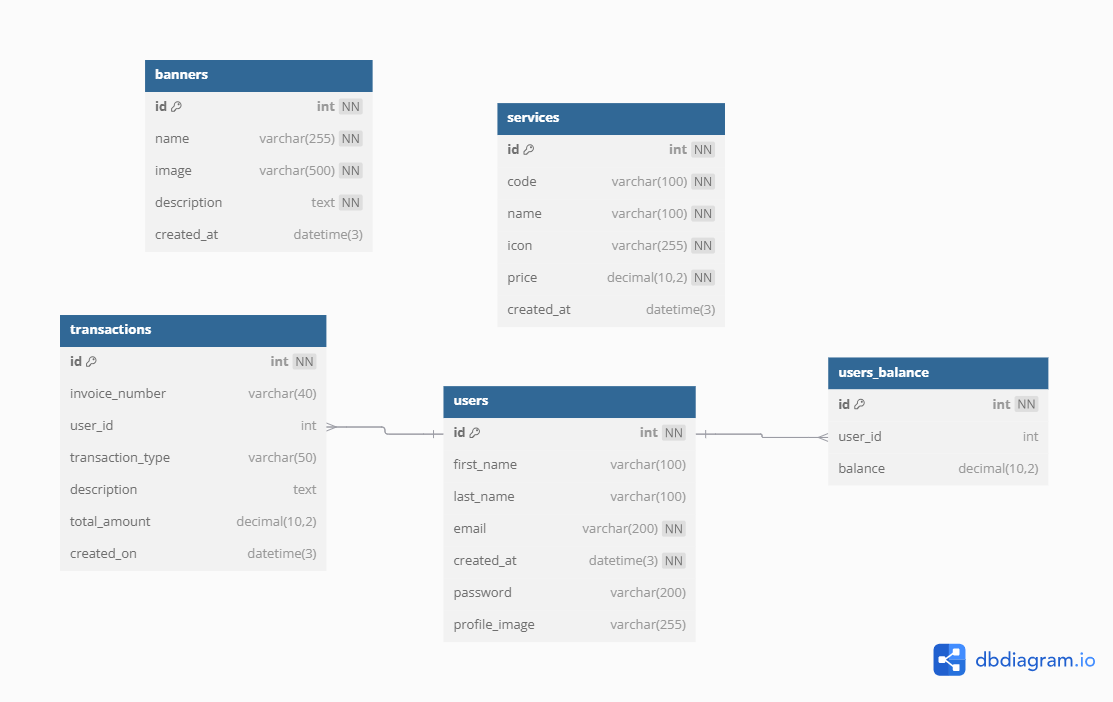 banners
id int NN
name varchar(255) NN
image varchar(500) NN
description text NN
created_at datetime(3)
services
id int NN
code varchar(100) NN
name varchar(100) NN
icon varchar(255) NN
price decimal(10,2) NN
created_at datetime(3)
transactions
id int NN
invoice_number varchar(40)
user_id int
transaction_type varchar(50)
description text
total_amount decimal(10,2)
created_on datetime(3)
users
id int NN
first_name varchar(100)
last_name varchar(100)
email varchar(200) NN
created_at datetime(3) NN
password varchar(200)
profile_image varchar(255)
users_balance
id int NN
user_id int
balance decimal(10,2)
dbdiagram.io